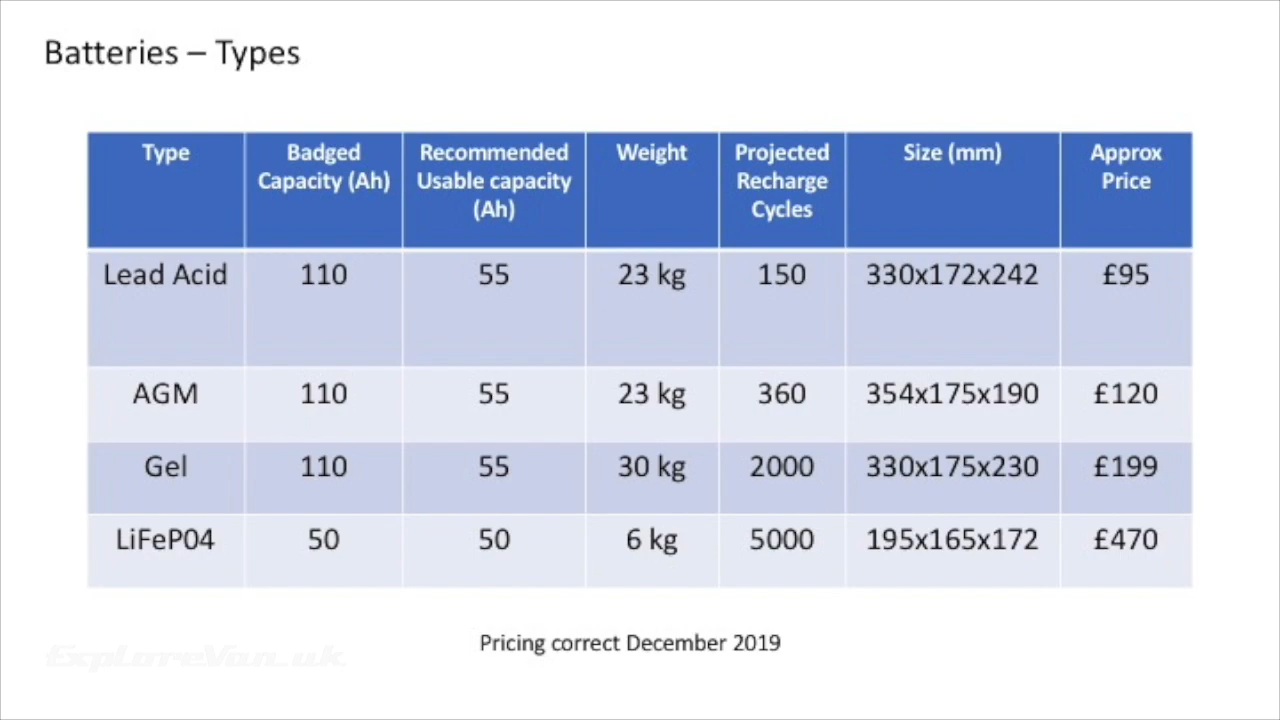 Batteries – Types
Type Badged Capacity (Ah) Recommended Usable capacity (Ah) Weight Projected Recharge Cycles Size (mm) Approx Price
Lead Acid 110 55 23 kg 150 330x172x242 £95
AGM 110 55 23 kg 360 354x175x190 £120
Gel 110 55 30 kg 2000 330x175x230 £199
LiFeP04 50 50 6 kg 5000 195x165x172 £470
Pricing correct December 2019
ExploreVan.uk